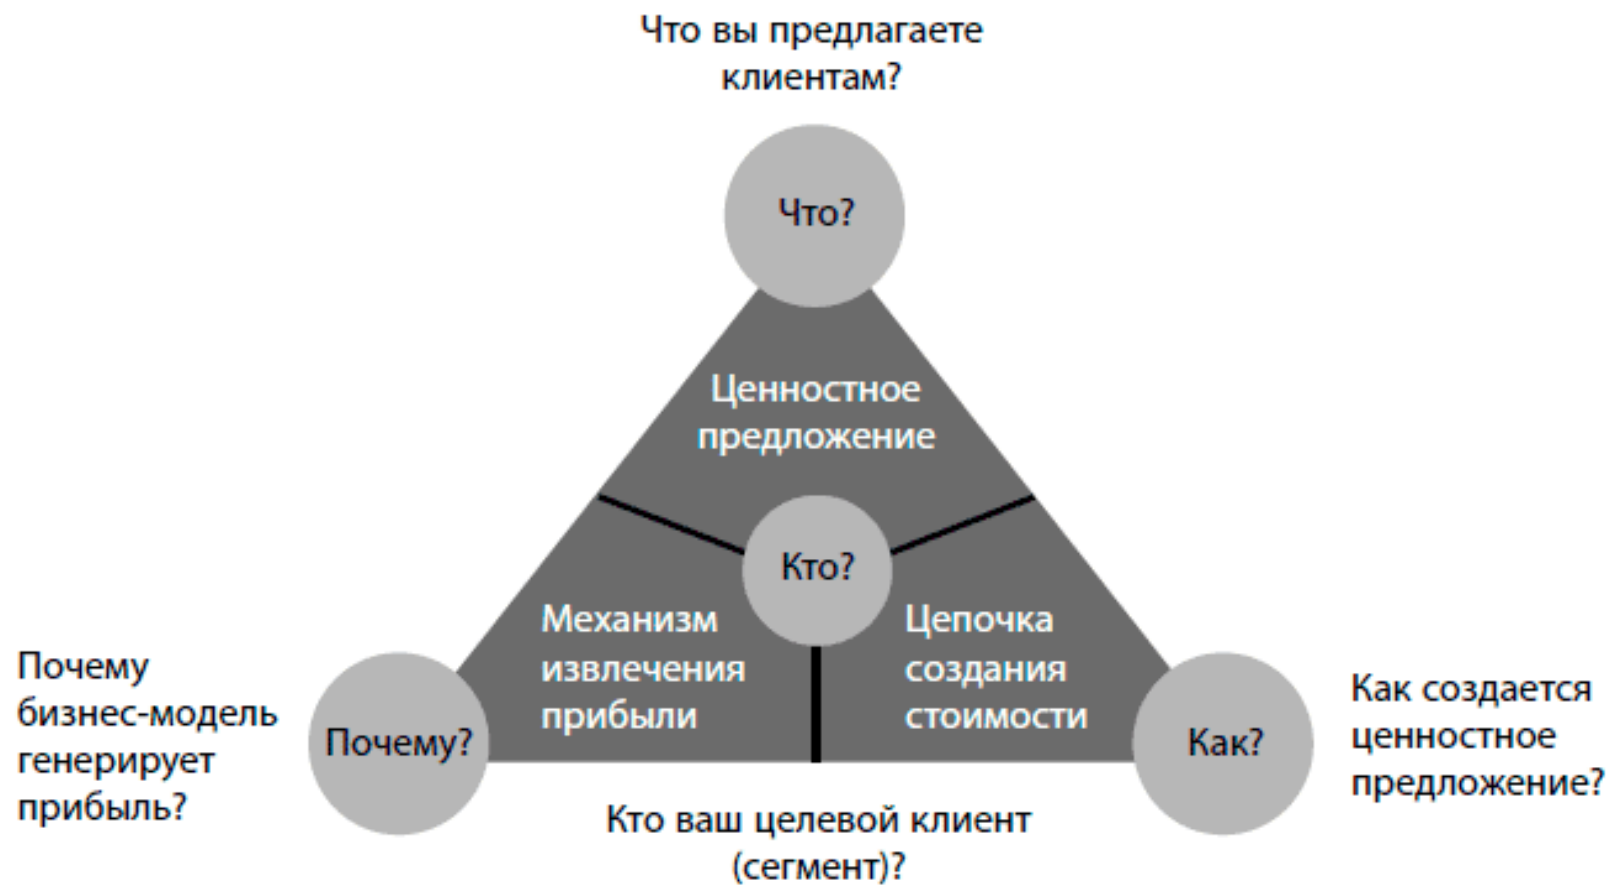 Что вы предлагаете
клиентам?
Что?
Ценностное
предложение
Кто?
Механизм
извлечения
прибыли
Цепочка
создания
стоимости
Почему
бизнес-модель
генерирует
прибыль?
Почему?
Как?
Как создается
ценностное
предложение?
Кто ваш целевой клиент
(сегмент)?